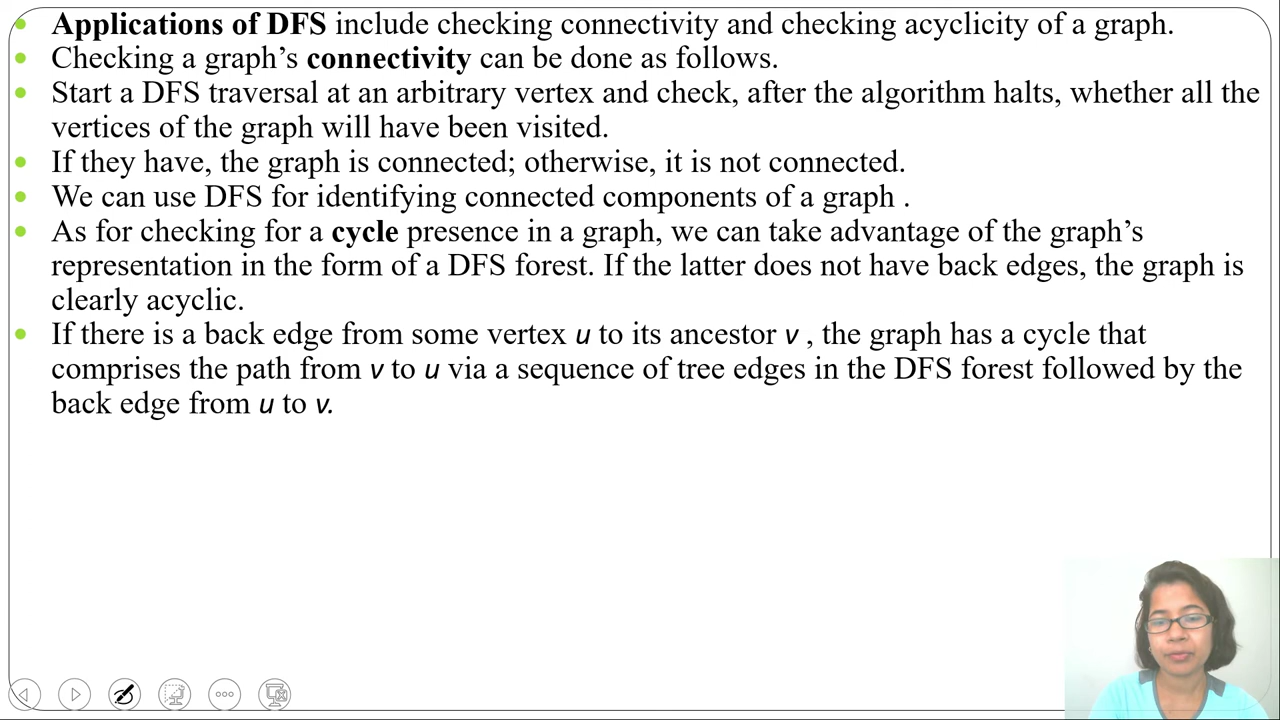 Applications of DFS include checking connectivity and checking acyclicity of a graph.
Checking a graph’s connectivity can be done as follows.
Start a DFS traversal at an arbitrary vertex and check, after the algorithm halts, whether all the
vertices of the graph will have been visited.
If they have, the graph is connected; otherwise, it is not connected.
We can use DFS for identifying connected components of a graph .
As for checking for a cycle presence in a graph, we can take advantage of the graph’s
representation in the form of a DFS forest. If the latter does not have back edges, the graph is
clearly acyclic.
If there is a back edge from some vertex u to its ancestor v , the graph has a cycle that
comprises the path from v to u via a sequence of tree edges in the DFS forest followed by the
back edge from u to v.